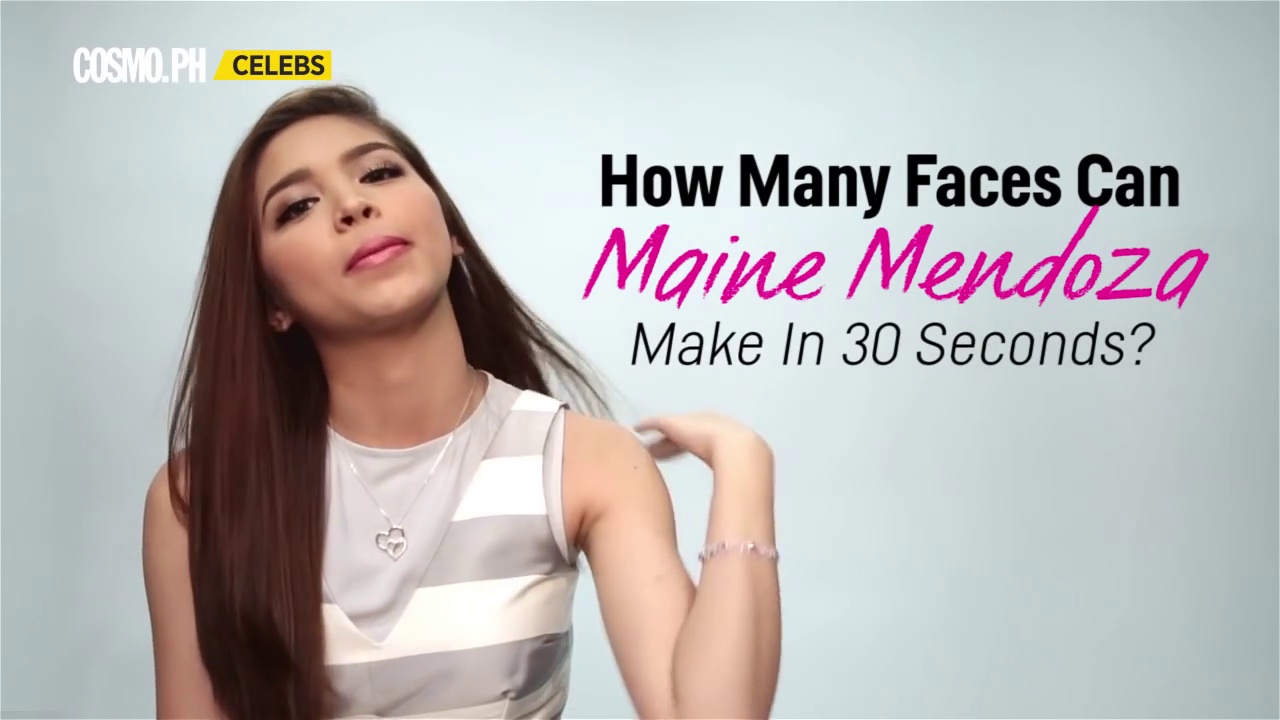 COSMO.PH CELEBS
How Many Faces Can
Maine Mendoza
Make In 30 Seconds?